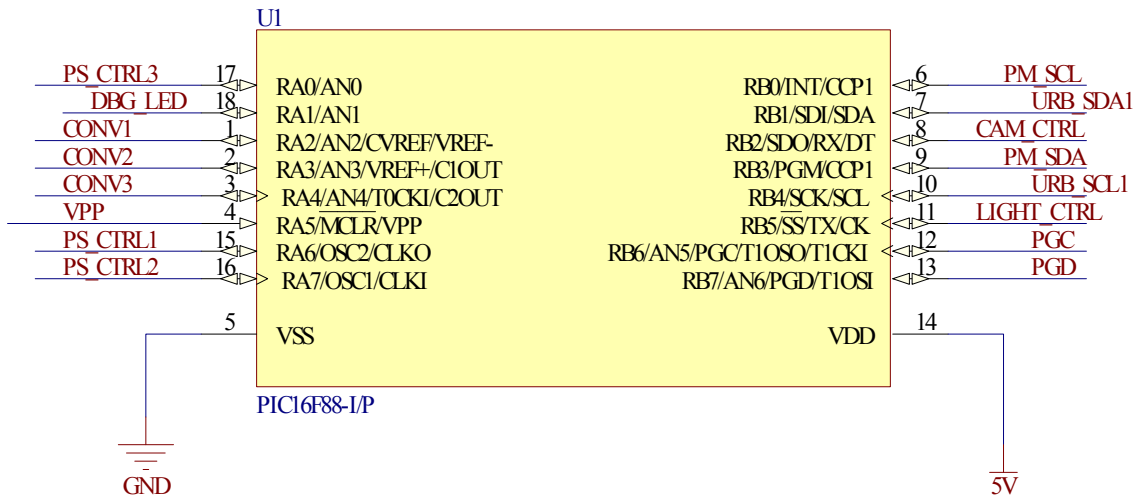 U1
PS_CTRL3 17 RA0/AN0 RB0/INT/CCP1 6 PM_SCL
DBG_LED 18 RA1/AN1 RB1/SDI/SDA 7 URB_SDA1
CONV1 1 RA2/AN2/CVREF/VREF- RB2/SDO/RX/DT 8 CAM_CTRL
CONV2 2 RA3/AN3/VREF+/C1OUT RB3/PGM/CCP1 9 PM_SDA
CONV3 3 RA4/AN4/T0CKI/C2OUT RB4/SCK/SCL 10 URB_SCL1
VPP 4 RA5/MCLR/VPP RB5/SS/TX/CK 11 LIGHT_CTRL
PS_CTRL1 15 RA6/OSC2/CLKO RB6/AN5/PGC/T1OSO/T1CKI 12 PGC
PS_CTRL2 16 RA7/OSC1/CLKI RB7/AN6/PGD/T1OSI 13 PGD
5 VSS VDD 14
PIC16F88-I/P
GND 5V